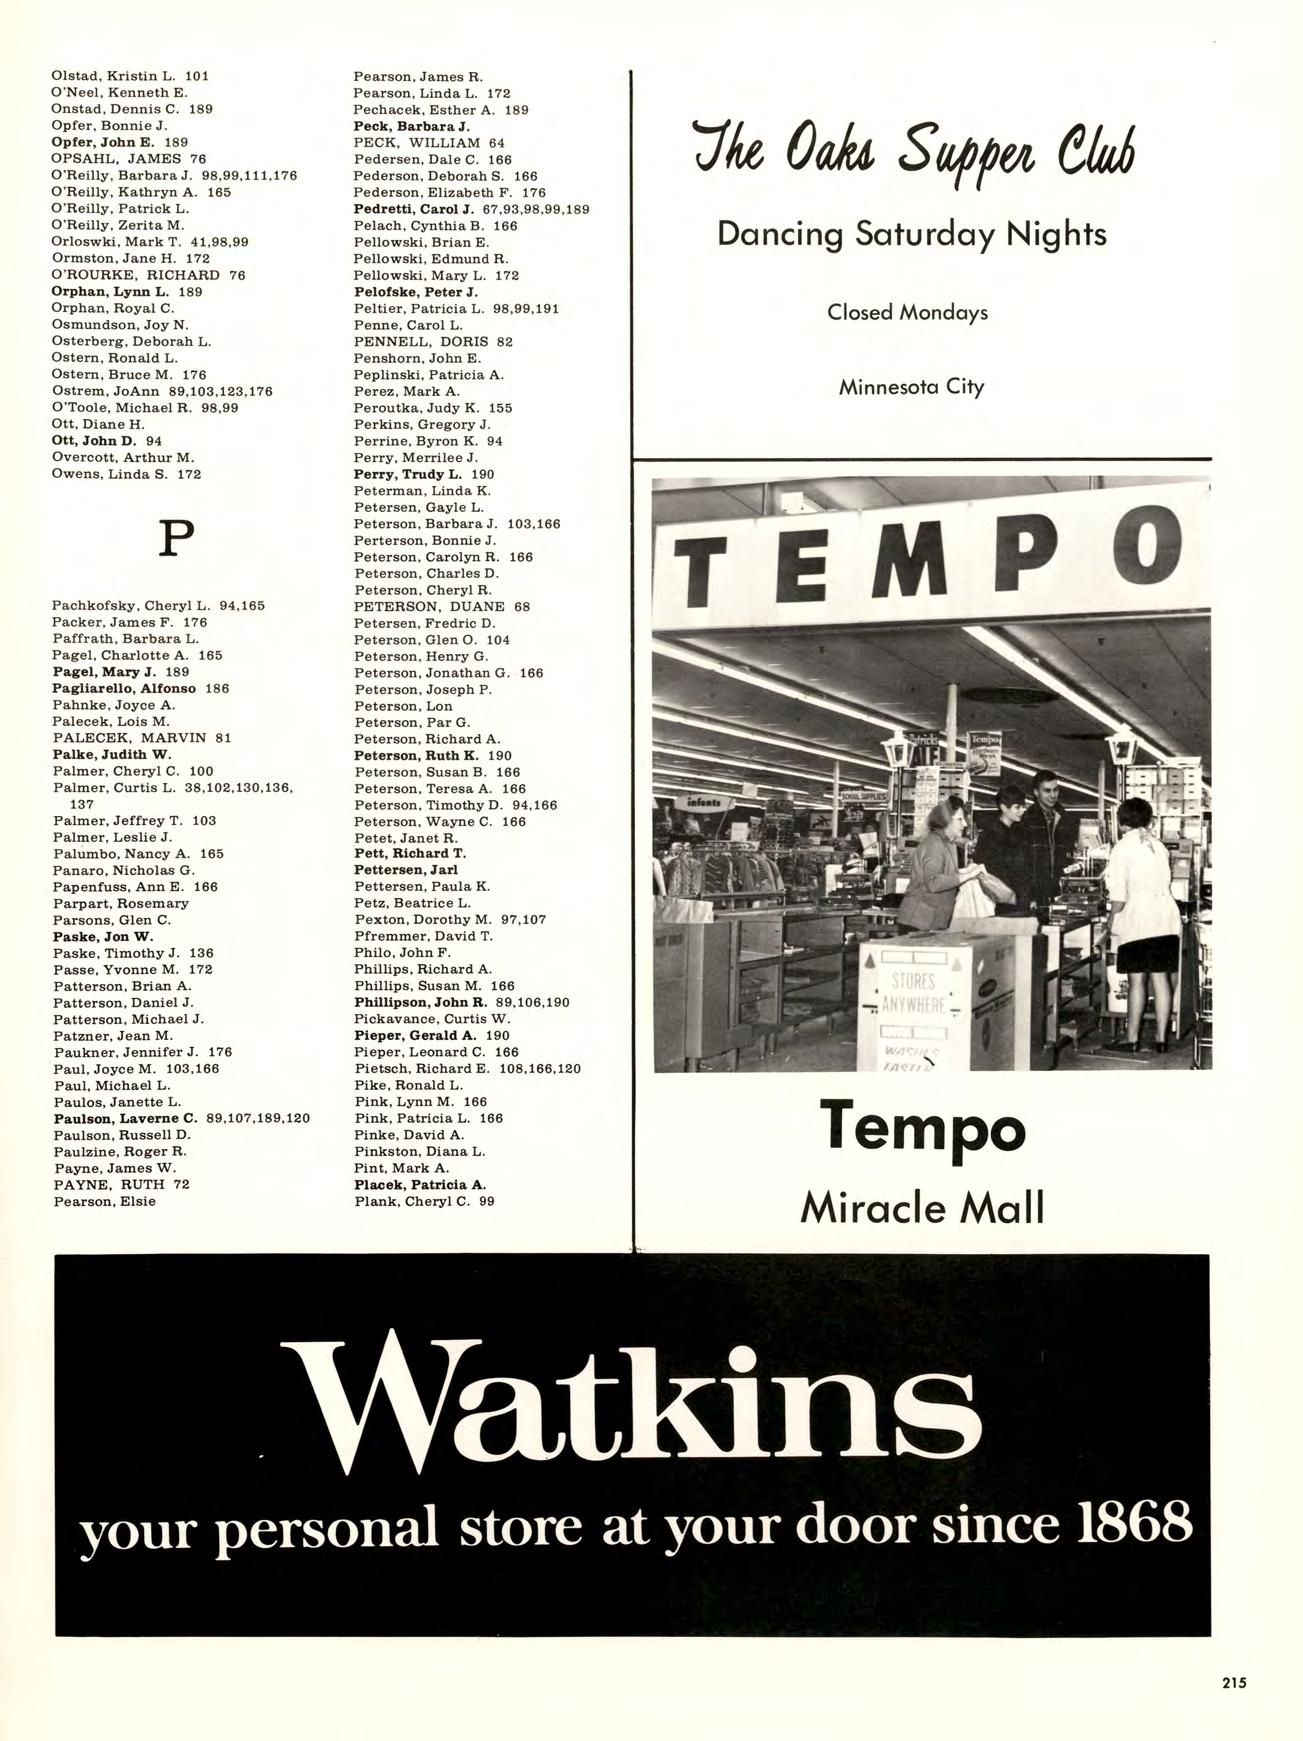 Olstad, Kristin L. 101
O'Neel, Kenneth E.
Onstad, Dennis C. 189
Opfer, Bonnie J.
Opfer, John E. 189
OPSAHL, JAMES 76
O'Reilly, Barbara J. 98,99,111,176
O'Reilly, Kathryn A. 165
O'Reilly, Patrick L.
O'Reilly, Zerita M.
Orloswki, Mark T. 41,98,99
Ormston, Jane H. 172
O'ROURKE, RICHARD 76
Orphan, Lynn L. 189
Orphan, Royal C.
Osmundson, Joy N.
Osterberg, Deborah L.
Ostern, Ronald L.
Ostern, Bruce M. 176
Ostrem, JoAnn 89,103,123,176
O'Toole, Michael R. 98,99
Ott, Diane H.
Ott, John D. 94
Overcott, Arthur M.
Owens, Linda S. 172
P
Pachkofsky, Cheryl L. 94,165
Packer, James F. 176
Paffrath, Barbara L.
Pagel, Charlotte A. 165
Pagel, Mary J. 189
Pagliarello, Alfonso 186
Pahnke, Joyce A.
Palecek, Lois M.
PALECEK, MARVIN 81
Palke, Judith W.
Palmer, Cheryl C. 100
Palmer, Curtis L. 38,102,130,136,
137
Palmer, Jeffrey T. 103
Palmer, Leslie J.
Palumbo, Nancy A. 165
Panaro, Nicholas G.
Papenfuss, Ann E. 166
Parpart, Rosemary
Parsons, Glen C.
Paske, Jon W.
Paske, Timothy J. 136
Passe, Yvonne M. 172
Patterson, Brian A.
Patterson, Daniel J.
Patterson, Michael J.
Patzner, Jean M.
Paukner, Jennifer J. 176
Paul, Joyce M. 103,166
Paul, Michael L.
Paulos, Janette L.
Paulson, Laverne C. 89,107,189,120
Paulson, Russell D.
Paulzine, Roger R.
Payne, James W.
PAYNE, RUTH 72
Pearson, Elsie
Pearson, James R.
Pearson, Linda L. 172
Pechacek, Esther A. 189
Peck, Barbara J.
PECK, WILLIAM 64
Pedersen, Dale C. 166
Pederson, Deborah S. 166
Pederson, Elizabeth F. 176
Pedretti, Carol J. 67,93,98,99,189
Pelach, Cynthia B. 166
Pellowski, Brian E.
Pellowski, Edmund R.
Pellowski, Mary L. 172
Pelofske, Peter J.
Peltier, Patricia L. 98,99,191
Penne, Carol L.
PENNELL, DORIS 82
Penshorn, John E.
Peplinski, Patricia A.
Perez, Mark A.
Peroutka, Judy K. 155
Perkins, Gregory J.
Perrine, Byron K. 94
Perry, Merrilee J.
Perry, Trudy L. 190
Peterman, Linda K.
Petersen, Gayle L.
Peterson, Barbara J. 103,166
Perterson, Bonnie J.
Peterson, Carolyn R. 166
Peterson, Charles D.
Peterson, Cheryl R.
PETERSON, DUANE 68
Petersen, Fredric D.
Peterson, Glen O. 104
Peterson, Henry G.
Peterson, Jonathan G. 166
Peterson, Joseph P.
Peterson, Lon
Peterson, Par G.
Peterson, Richard A.
Peterson, Ruth K. 190
Peterson, Susan B. 166
Peterson, Teresa A. 166
Peterson, Timothy D. 94,166
Peterson, Wayne C. 166
Petet, Janet R.
Pett, Richard T.
Pettersen, Jarl
Pettersen, Paula K.
Petz, Beatrice L.
Pexton, Dorothy M. 97,107
Pfremmer, David T.
Philo, John F.
Phillips, Richard A.
Phillips, Susan M. 166
Phillipson, John R. 89,106,190
Pickavance, Curtis W.
Pieper, Gerald A. 190
Pieper, Leonard C. 166
Pietsch, Richard E. 108,166,120
Pike, Ronald L.
Pink, Lynn M. 166
Pink, Patricia L. 166
Pinke, David A.
Pinkston, Diana L.
Pint, Mark A.
Placek, Patricia A.
Plank, Cheryl C. 99
The Oaks Supper Club
Dancing Saturday Nights
Closed Mondays
Minnesota City
TEMPO
Tempo
infants
SCHOOL SUPPLIES
STORES
ANYWHERE
WASHES
Tempo
Miracle Mall
Watkins
your personal store at your door since 1868
215